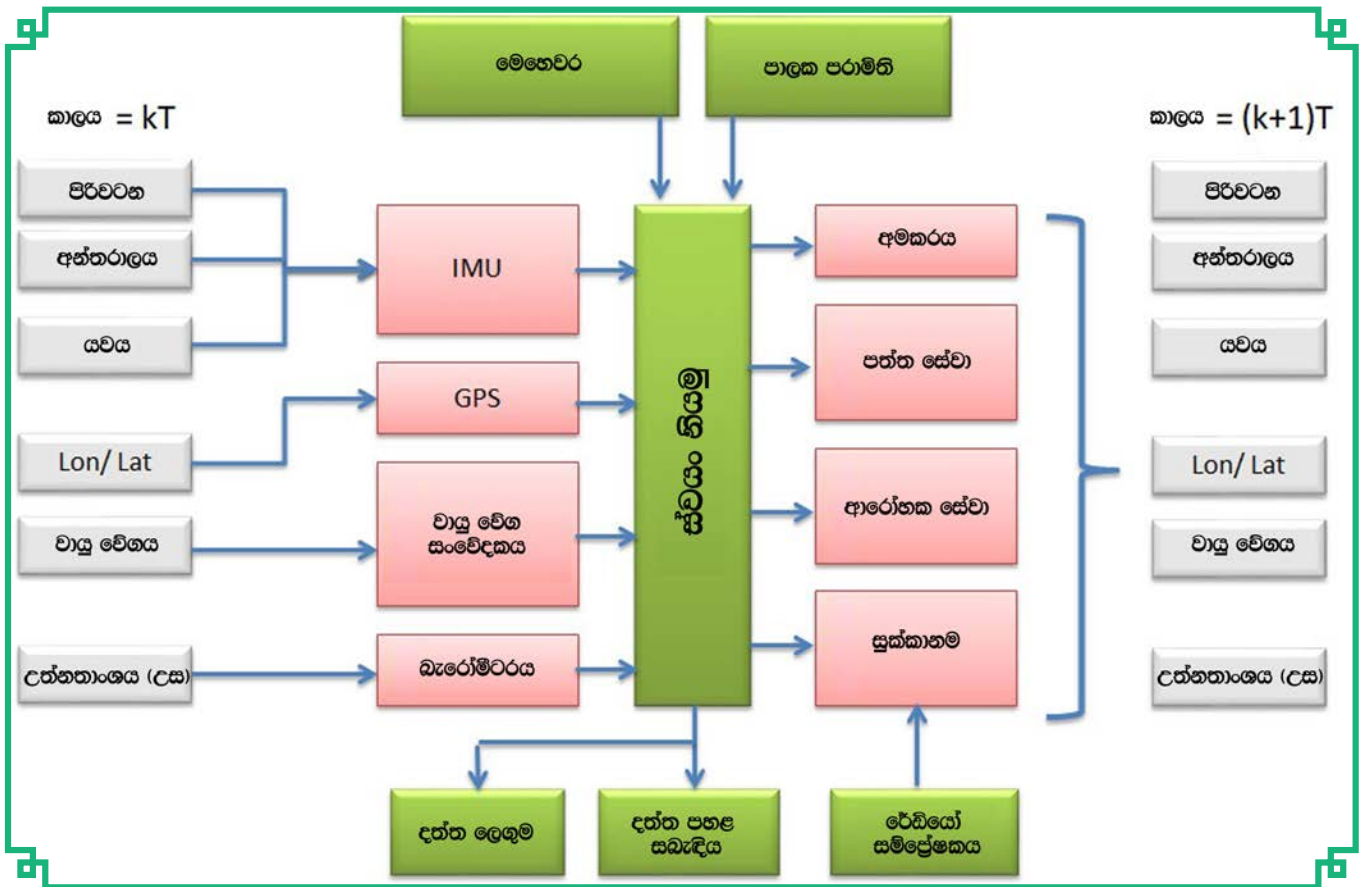 මෙහෙවර
පාලක පරාමිති
කාලය = kT
පිරිවටන
අන්තරාලය
යවය
Lon/ Lat
වායු වේගය
උත්නතාංශය (උස)
IMU
GPS
වායු වේග
සංවේදකය
බැරෝමීටරය
ස්වයං ගියමු
අමකරය
පත්ත සේවා
ආරෝහක සේවා
සුක්කානම
කාලය = (k+1)T
පිරිවටන
අන්තරාලය
යවය
Lon/ Lat
වායු වේගය
උත්නතාංශය (උස)
දත්ත ලෙගුම
දත්ත පහළ
සබැඳිය
රේඩියෝ
සම්ප්‍රේෂකය